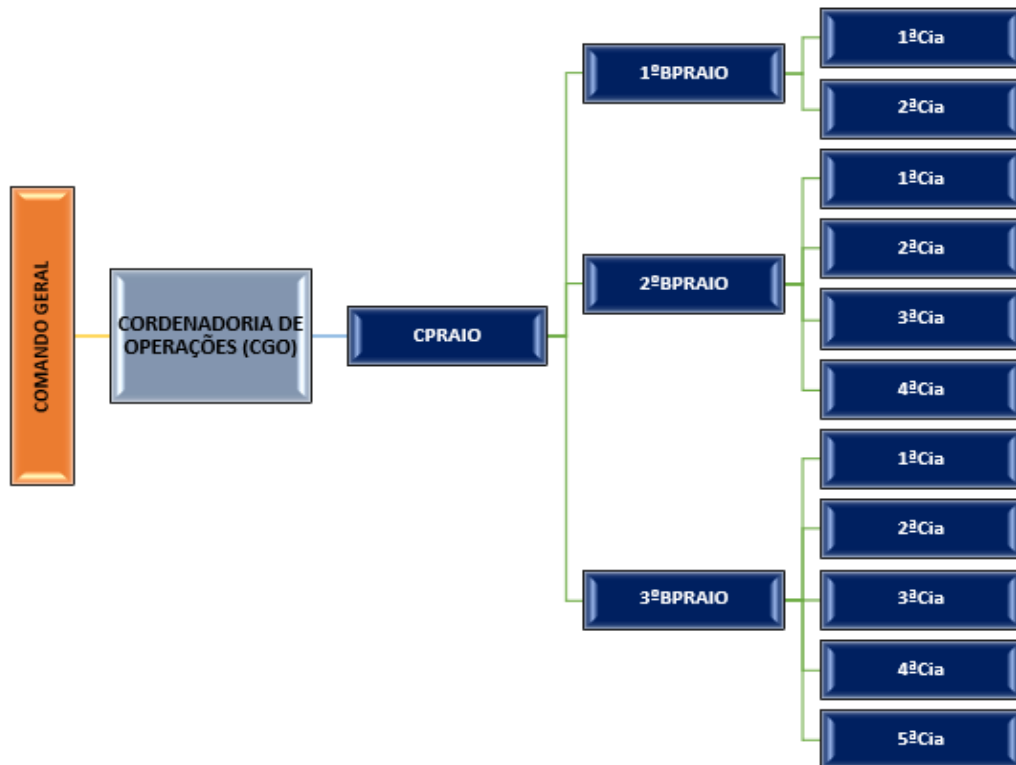 COMANDO GERAL
CORDENADORIA DE
OPERAÇÕES (CGO)
CPRAIO
1ºBPRAIO
1ªCia
2ªCia
2ºBPRAIO
1ªCia
2ªCia
3ªCia
4ªCia
3ºBPRAIO
1ªCia
2ªCia
3ªCia
4ªCia
5ªCia